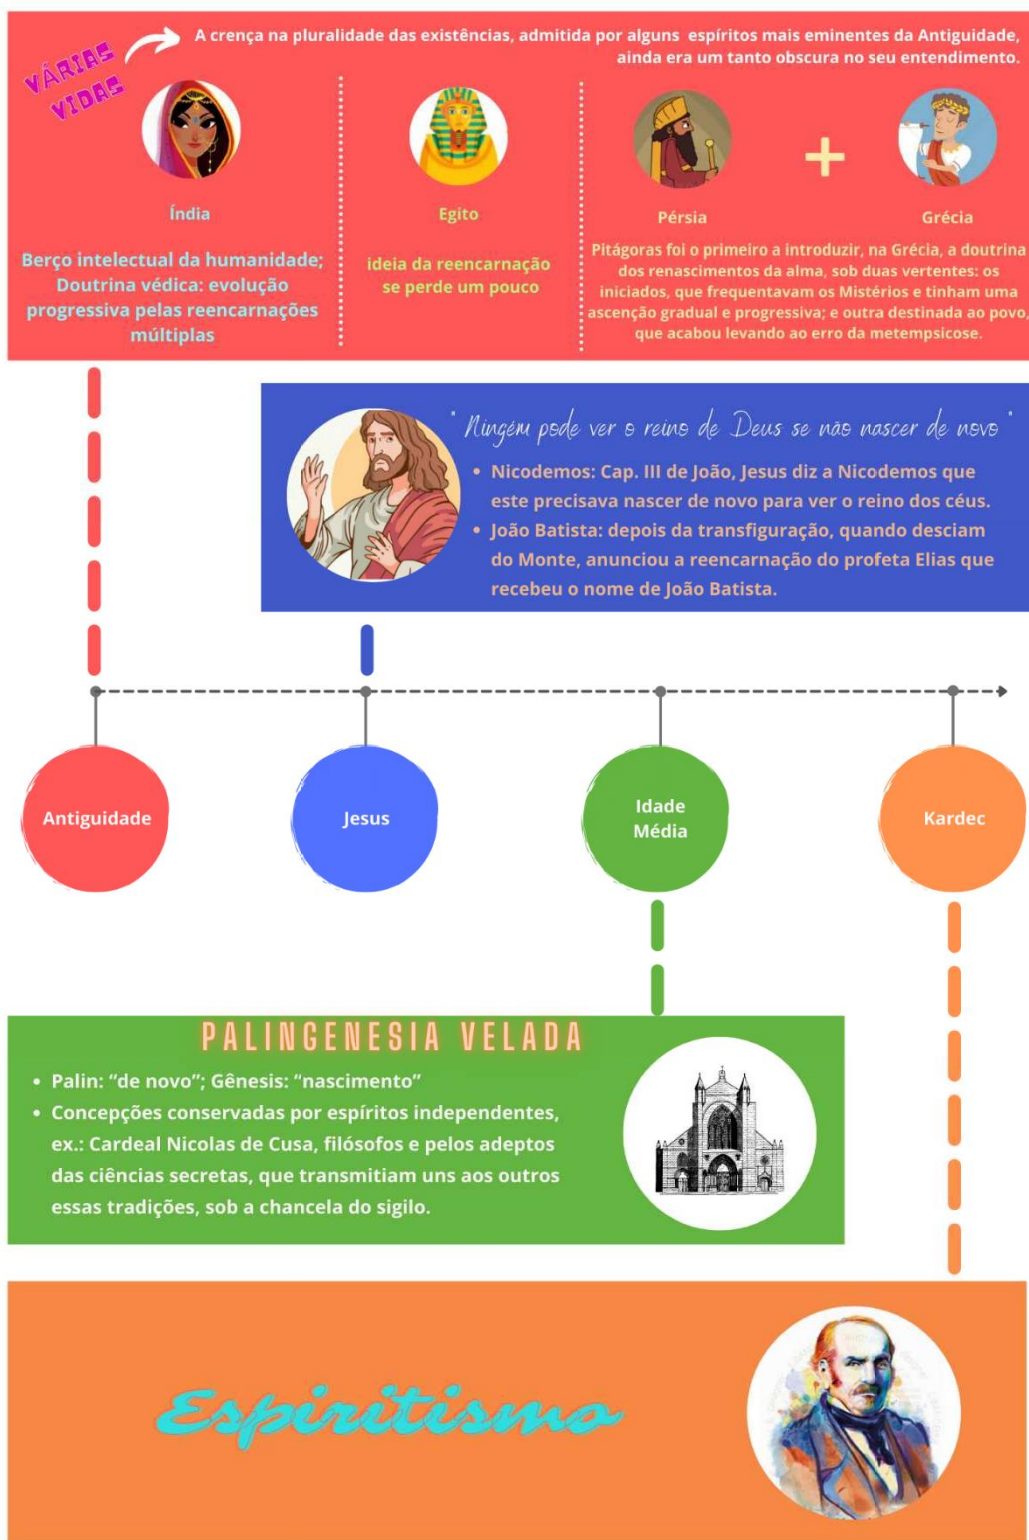 VÁRIAS
VIDAS
A crença na pluralidade das existências, admitida por alguns espíritos mais eminentes da Antiguidade,
ainda era um tanto obscura no seu entendimento.
Índia
Berço intelectual da humanidade;
Doutrina védica: evolução
progressiva pelas reencarnações
múltiplas
Egito
ideia da reencarnação
se perde um pouco
Pérsia
+
Grécia
Pitágoras foi o primeiro a introduzir, na Grécia, a doutrina
dos renascimentos da alma, sob duas vertentes: os
iniciados, que frequentavam os Mistérios e tinham uma
ascenção gradual e progressiva; e outra destinada ao povo,
que acabou levando ao erro da metempsicose.
" Ningém pode ver o reino de Deus se não nascer de novo "
• Nicodemos: Cap. III de João, Jesus diz a Nicodemos que
este precisava nascer de novo para ver o reino dos céus.
• João Batista: depois da transfiguração, quando desciam
do Monte, anunciou a reencarnação do profeta Elias que
recebeu o nome de João Batista.
Antiguidade
Jesus
Idade
Média
Kardec
PALINGENESIA VELADA
• Palin: “de novo”; Gênesis: “nascimento”
• Concepções conservadas por espíritos independentes,
ex.: Cardeal Nicolas de Cusa, filósofos e pelos adeptos
das ciências secretas, que transmitiam uns aos outros
essas tradições, sob a chancela do sigilo.
Espiritismo